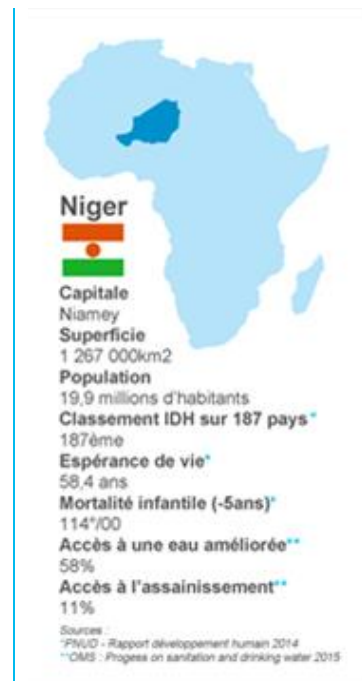 Niger
Capitale
Niamey
Superficie
1 267 000km2
Population
19,9 millions d'habitants
Classement IDH sur 187 pays*
187ème
Espérance de vie*
58,4 ans
Mortalité infantile (-5ans)*
114°/00
Accès à une eau améliorée**
58%
Accès à l'assainissement**
11%
Sources :
*PNUD - Rapport développement humain 2014
**OMS : Progess on sanitation and drinking water 2015